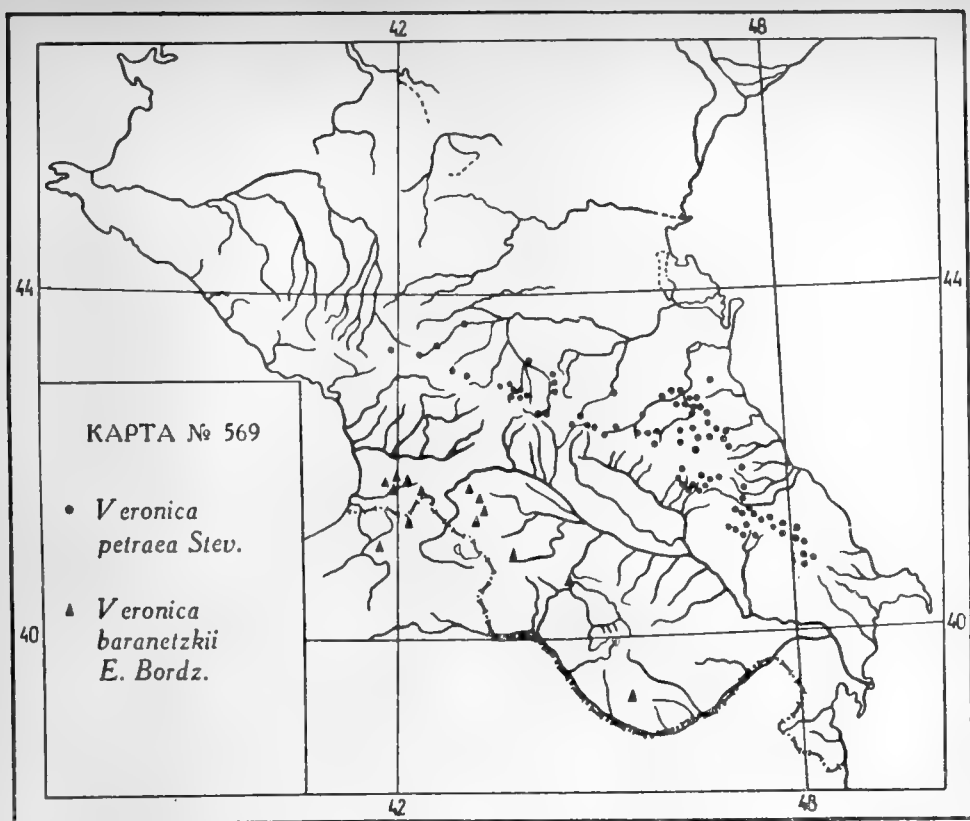 42 48
44 44
КАРТА № 569
Veronica
petraea Stev.
Veronica
baranetzkii
E. Bordz.
40 40
42 48